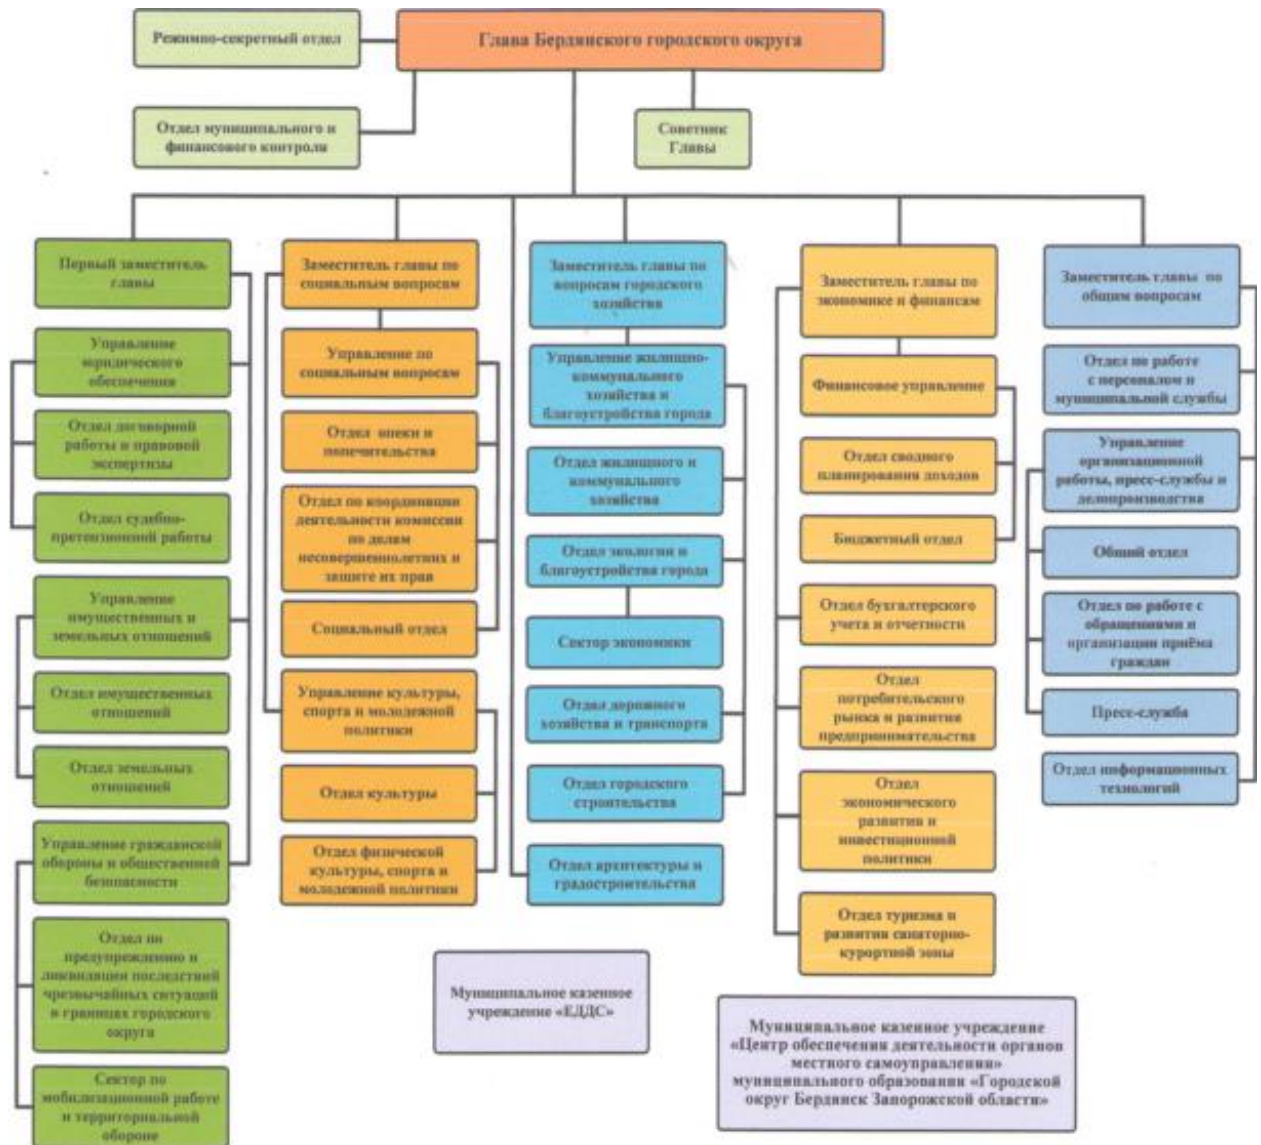 Режимно-секретный отдел
Глава Бердянского городского округа
Отдел муниципального и
финансового контроля
Советник
Главы
Первый заместитель
главы
Управление
юридического
обеспечения
Отдел договорной
работы и правовой
экспертизы
Отдел судебно-
претензионной работы
Управление
имущественных и
земельных отношений
Отдел имущественных
отношений
Отдел земельных
отношений
Управление гражданской
обороны и общественной
безопасности
Отдел по
предупреждению и
ликвидации последствий
чрезвычайных ситуаций
в границах городского
округа
Сектор по
мобилизационной работе
и территориальной
обороне
Заместитель главы по
социальным вопросам
Управление по
социальным вопросам
Отдел опеки и
попечительства
Отдел по координации
деятельности комиссии
по делам
несовершеннолетних и
защите их прав
Социальный отдел
Управление культуры,
спорта и молодежной
политики
Отдел культуры
Отдел физической
культуры, спорта и
молодежной политики
Заместитель главы по
вопросам городского
хозяйства
Управление жилищно-
коммунального
хозяйства и
благоустройства города
Отдел жилищного и
коммунального
хозяйства
Отдел экологии и
благоустройства города
Сектор экономики
Отдел дорожного
хозяйства и транспорта
Отдел городского
строительства
Отдел архитектуры и
градостроительства
Заместитель главы по
экономике и финансам
Финансовое управление
Отдел сводного
планирования доходов
Бюджетный отдел
Отдел бухгалтерского
учета и отчетности
Отдел
потребительского
рынка и развития
предпринимательства
Отдел
экономического
развития и
инвестиционной
политики
Отдел туризма и
развития санаторно-
курортной зоны
Заместитель главы по
общим вопросам
Отдел по работе
с персоналом и
муниципальной службы
Управление
организационной
работы, пресс-службы и
делопроизводства
Общий отдел
Отдел по работе с
обращениями и
организации приёма
граждан
Пресс-служба
Отдел информационных
технологий
Муниципальное казенное
учреждение «ЕДДС»
Муниципальное казенное учреждение
«Центр обеспечения деятельности органов
местного самоуправления»
муниципального образования «Городской
округ Бердянск Запорожской области»